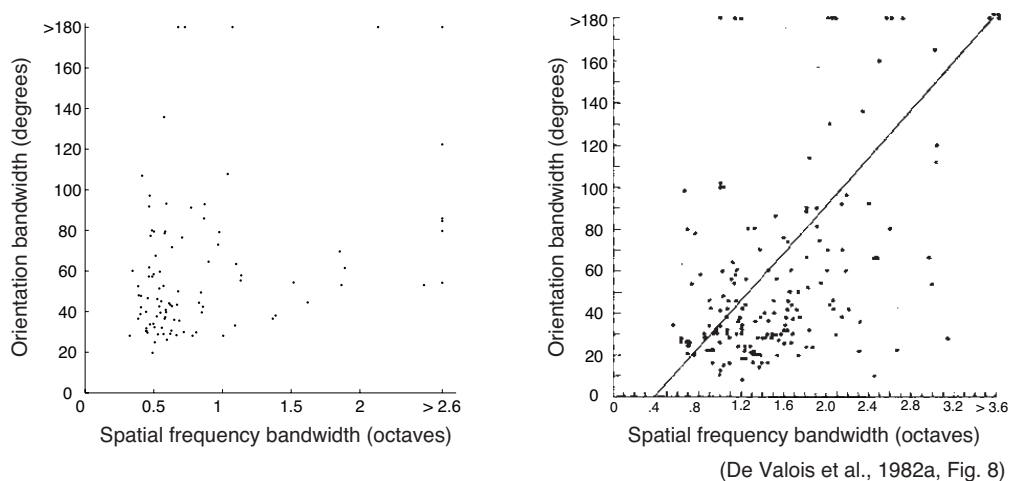 >180
160
140
120
100
80
60
40
20
0
Orientation bandwidth (degrees)
0 0.5 1 1.5 2 > 2.6
Spatial frequency bandwidth (octaves)
>180
160
140
120
100
80
60
40
20
0
Orientation bandwidth (degrees)
0 .4 .8 1.2 1.6 2.0 2.4 2.8 3.2 > 3.6
Spatial frequency bandwidth (octaves)
(De Valois et al., 1982a, Fig. 8)